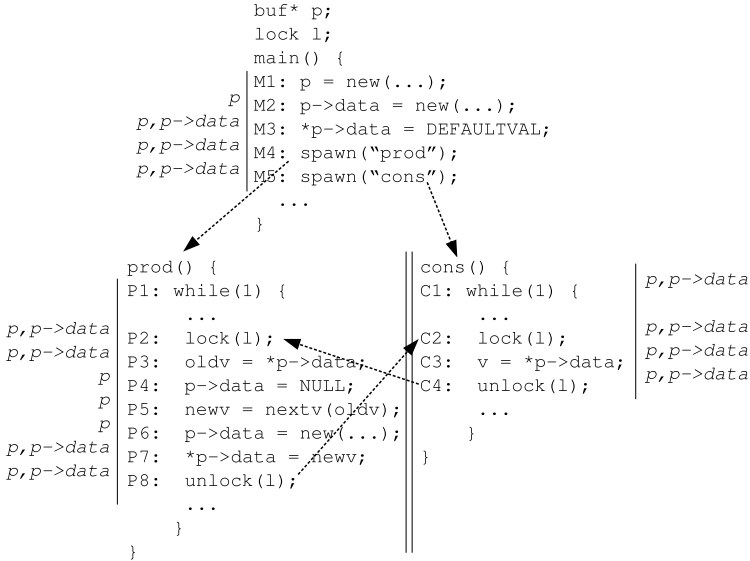 buf* p;
lock l;
main() {
M1: p = new(...);
p
M2: p->data = new(...);
p,p->data
M3: *p->data = DEFAULTVAL;
p,p->data
M4: spawn(“prod”);
p,p->data
M5: spawn(“cons”);
...
}
prod() {
P1: while(1) {
...
p,p->data
P2: lock(l);
p,p->data
P3: oldv = *p->data;
p
P4: p->data = NULL;
p
P5: newv = nextv(oldv);
p
P6: p->data = new(...);
p,p->data
P7: *p->data = newv;
p,p->data
P8: unlock(l);
...
}
}
cons() {
p,p->data
C1: while(1) {
...
p,p->data
C2: lock(l);
p,p->data
C3: v = *p->data;
p,p->data
C4: unlock(l);
...
}
}